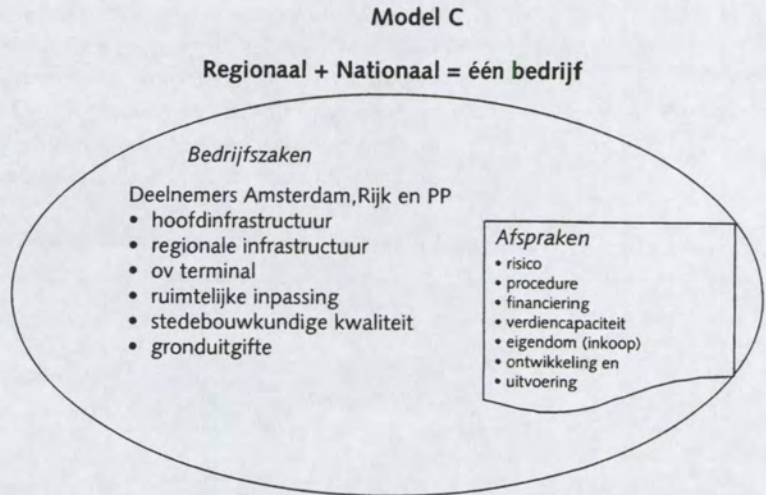 Model C
Regionaal + Nationaal = één bedrijf
Bedrijfszaken
Deelnemers Amsterdam,Rijk en PP
• hoofdinfrastructuur
• regionale infrastructuur
• ov terminal
• ruimtelijke inpassing
• stedebouwkundige kwaliteit
• gronduitgifte
Afspraken
• risico
• procedure
• financiering
• verdiencapaciteit
• eigendom (inkoop)
• ontwikkeling en
• uitvoering